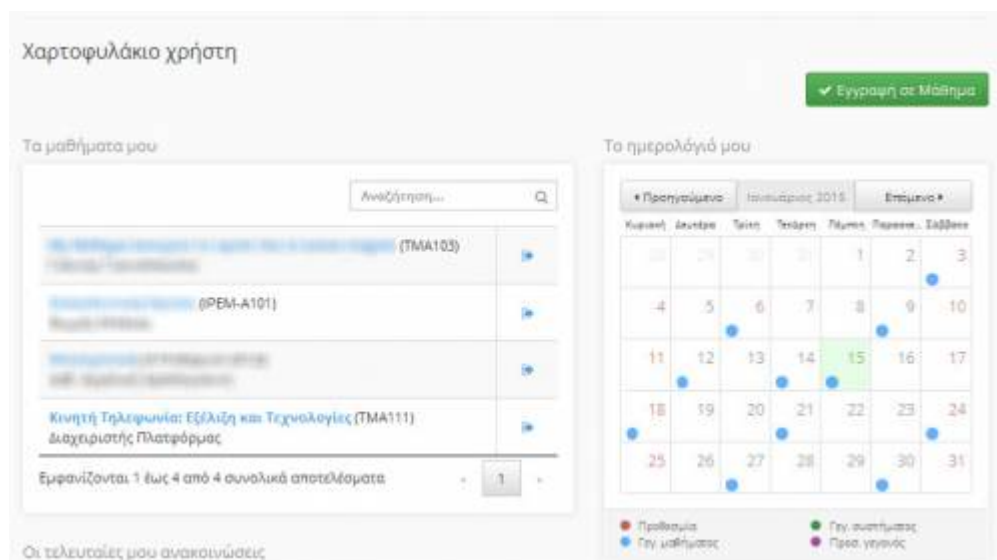 Χαρτοφυλάκιο χρήστη
Εγγραφή σε Μάθημα
Τα μαθήματα μου
Αναζήτηση...
(TMA103)
(IPEM-A101)
Κινητή Τηλεφωνία: Εξέλιξη και Τεχνολογίες (TMA111)
Διαχειριστής Πλατφόρμας
Εμφανίζονται 1 έως 4 από 4 συνολικά αποτελέσματα
1
Το ημερολόγιό μου
Προηγούμενο Ιανουάριος 2015 Επόμενο
Κυριακή Δευτέρα Τρίτη Τετάρτη Πέμπτη Παρασκε... Σάββατο
28 29 30 31 1 2 3
4 5 6 7 8 9 10
11 12 13 14 15 16 17
18 19 20 21 22 23 24
25 26 27 28 29 30 31
Προθεσμία Γεγ. συστήματος
Γεγ. μαθήματος Προσ. γεγονός
Οι τελευταίες μου ανακοινώσεις